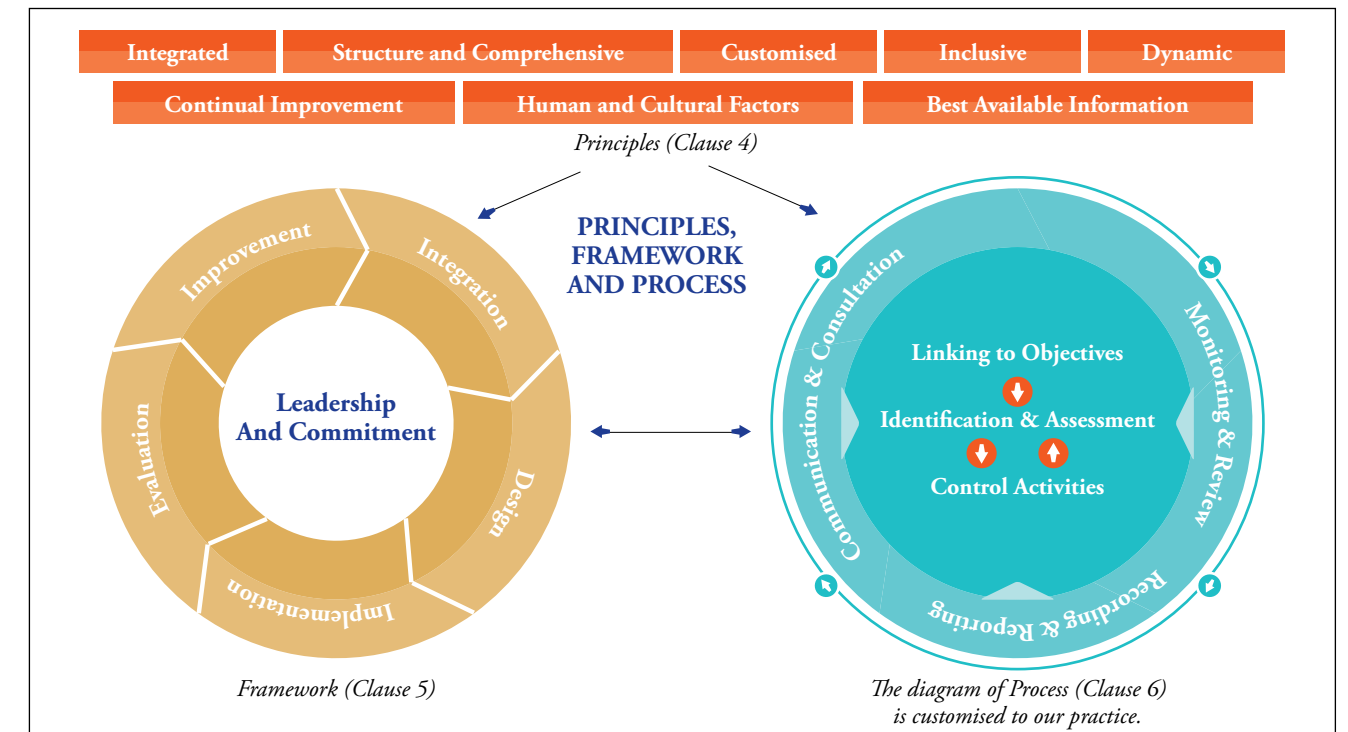 Integrated
Structure and Comprehensive
Customised
Inclusive
Dynamic
Continual Improvement
Human and Cultural Factors
Best Available Information
Principles (Clause 4)
PRINCIPLES,
FRAMEWORK
AND PROCESS
Improvement
Integration
Design
Implementation
Evaluation
Leadership
And Commitment
Framework (Clause 5)
Communication & Consultation
Monitoring & Review
Recording & Reporting
Linking to Objectives
Identification & Assessment
Control Activities
The diagram of Process (Clause 6)
is customised to our practice.